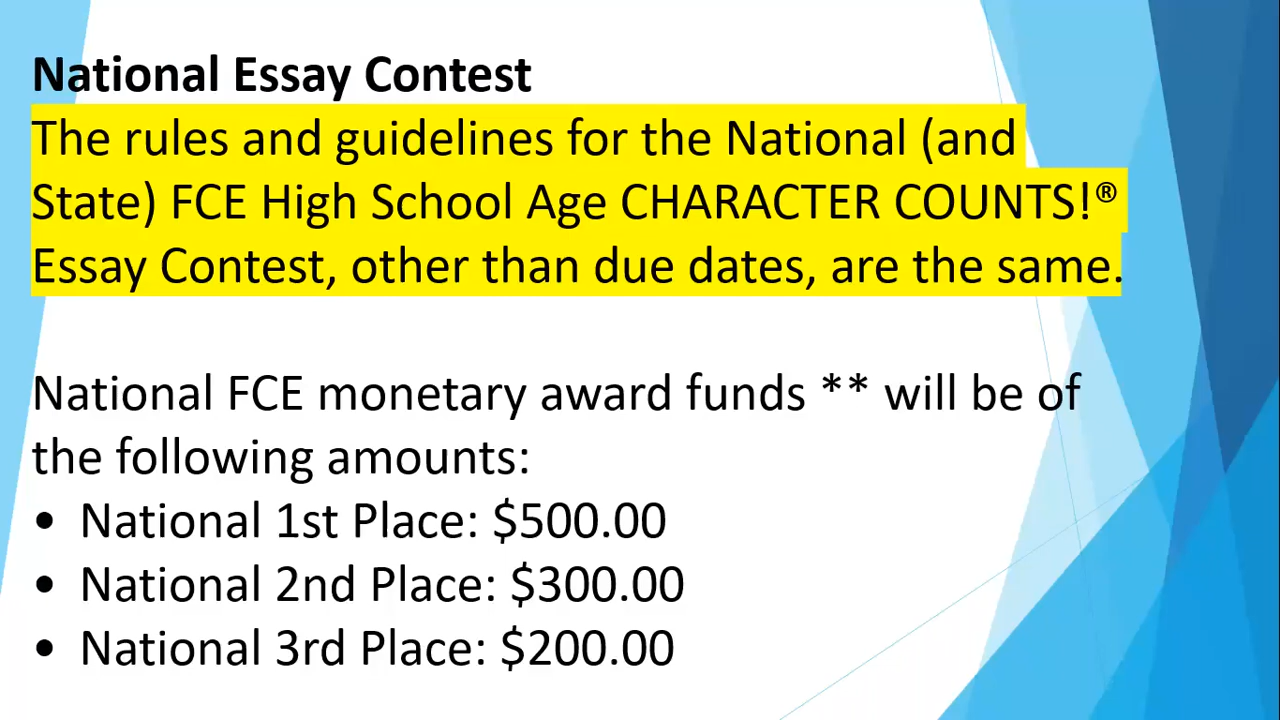 National Essay Contest
The rules and guidelines for the National (and
State) FCE High School Age CHARACTER COUNTS!®
Essay Contest, other than due dates, are the same.
National FCE monetary award funds ** will be of
the following amounts:
• National 1st Place: $500.00
• National 2nd Place: $300.00
• National 3rd Place: $200.00